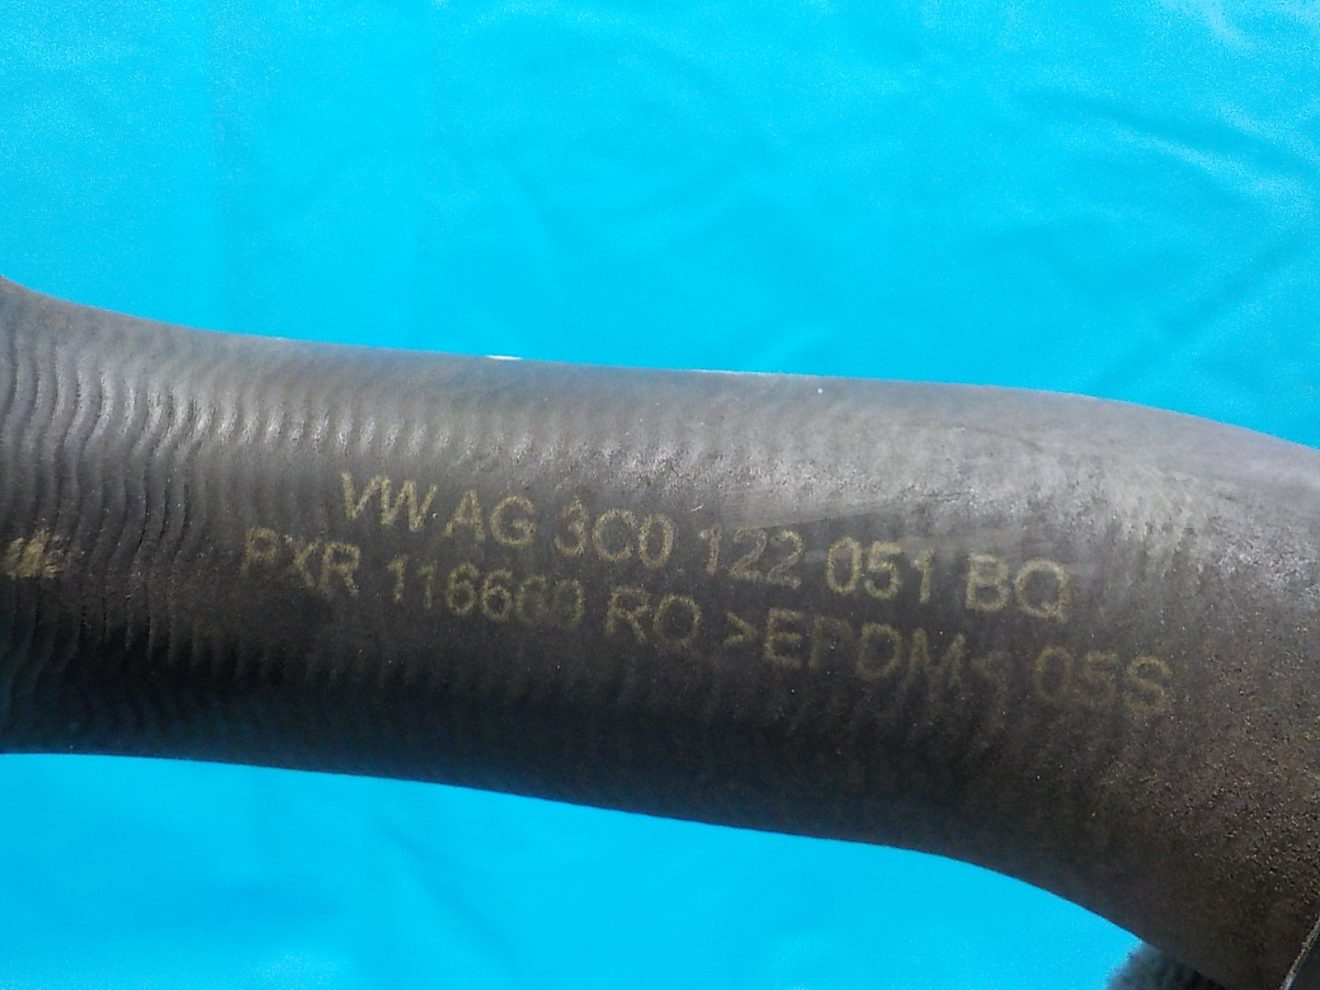 VW AG 3C0 122 051 BQ
PXR 116660 RQ >EPDM< 05S